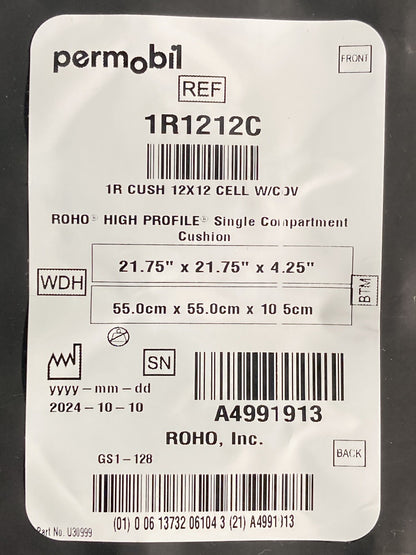 permobil
FRONT
REF
1R1212C
1R CUSH 12X12 CELL W/COV
ROHO® HIGH PROFILE® Single Compartment
Cushion
WDH
21.75" x 21.75" x 4.25"
55.0cm x 55.0cm x 10 5cm
BTM
SN
yyyy-mm-dd
2024-10-10
A4991913
ROHO, Inc.
BACK
GS1-128
(01) 0 06 13732 06104 3 (21) A4991913
Part No. U30999